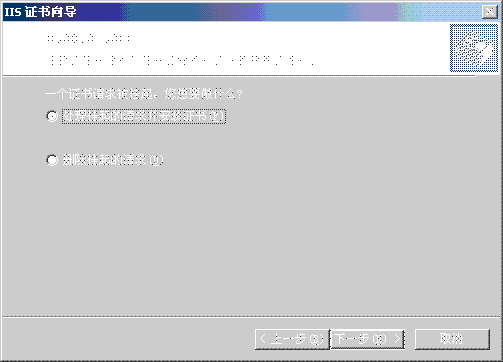 IIS 证书向导
一个证书请求被挂起。您想要做什么?
处理挂起的请求并安装证书(P)
删除挂起的请求(D)
< 上一步(B) 下一步(N) > 取消